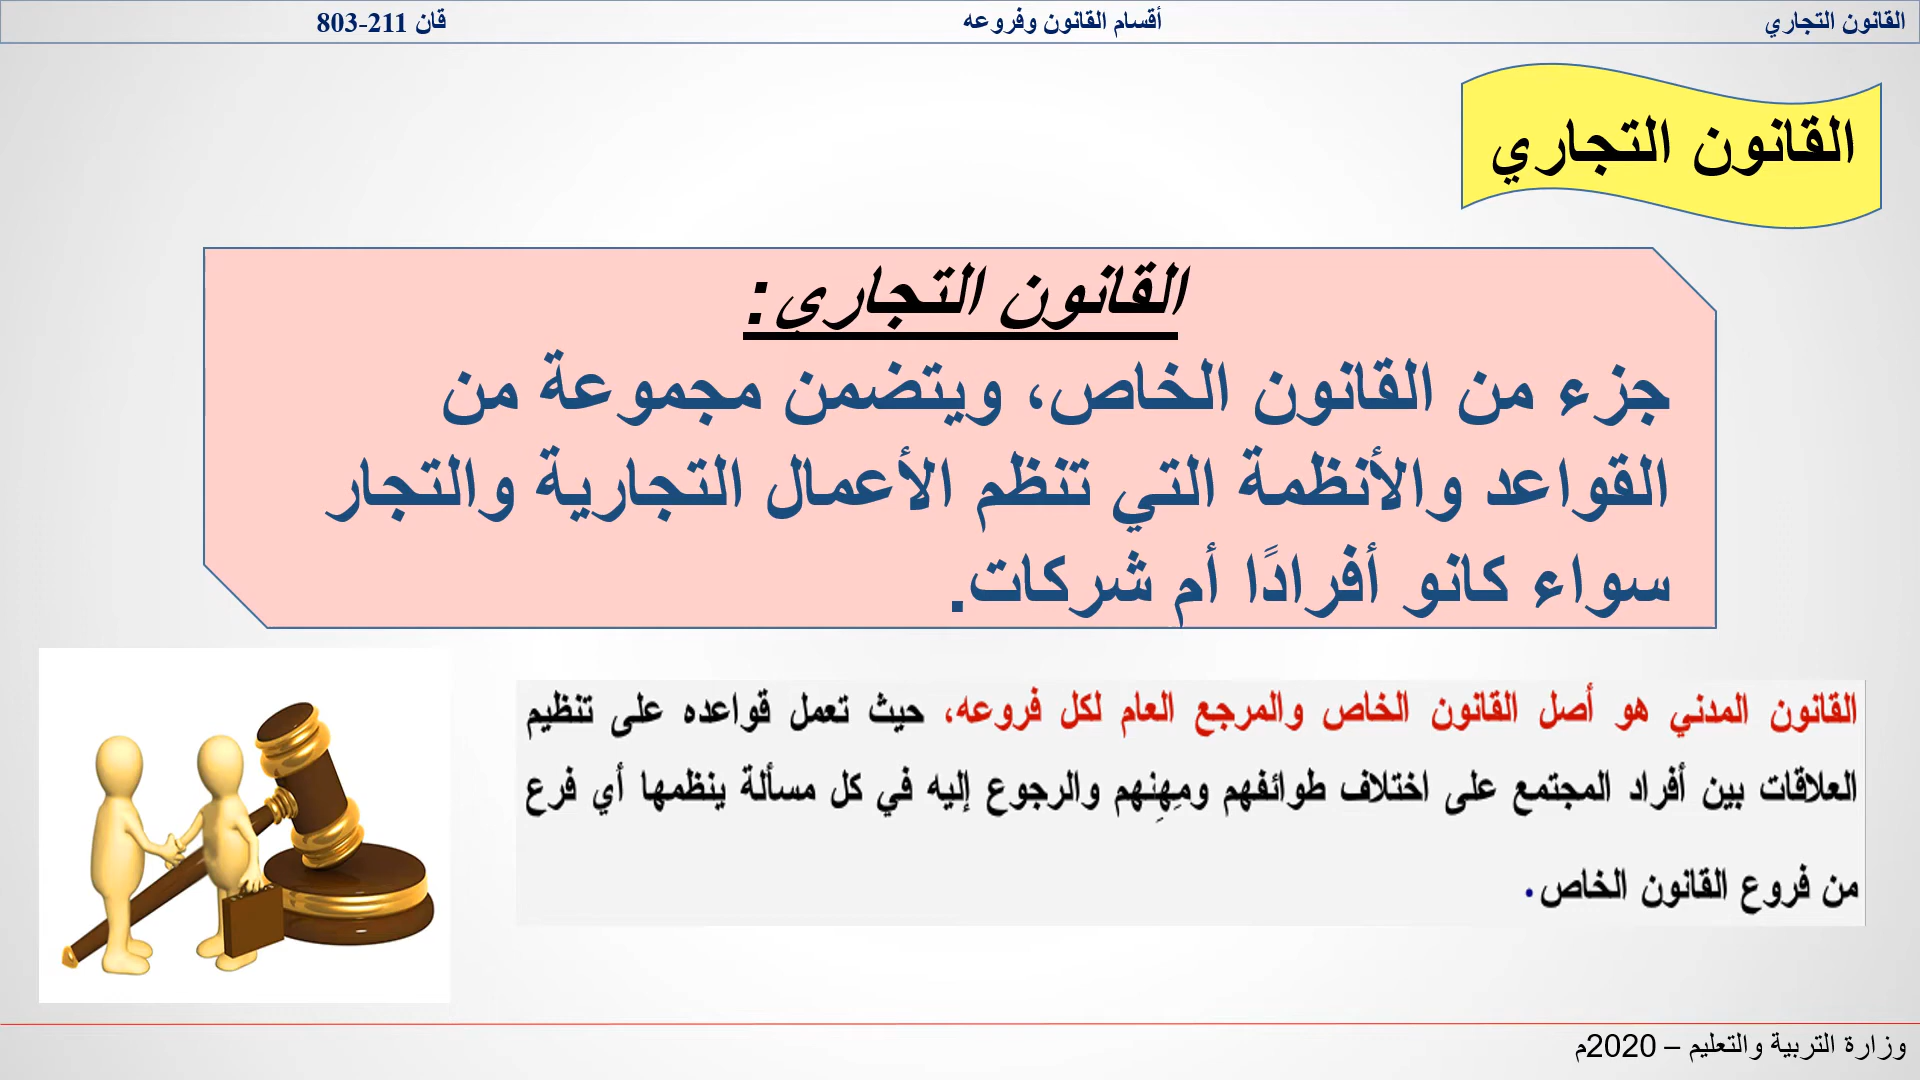 القانون التجاري
أقسام القانون وفروعه
قان 211-803
القانون التجاري
القانون التجاري:
جزء من القانون الخاص، ويتضمن مجموعة من
القواعد والأنظمة التي تنظم الأعمال التجارية والتجار
سواء كانو أفرادًا أم شركات.
القانون المدني هو أصل القانون الخاص والمرجع العام لكل فروعه، حيث تعمل قواعده على تنظيم
العلاقات بين أفراد المجتمع على اختلاف طوائفهم ومِهِنهم والرجوع إليه في كل مسألة ينظمها أي فرع
من فروع القانون الخاص.
وزارة التربية والتعليم – 2020م